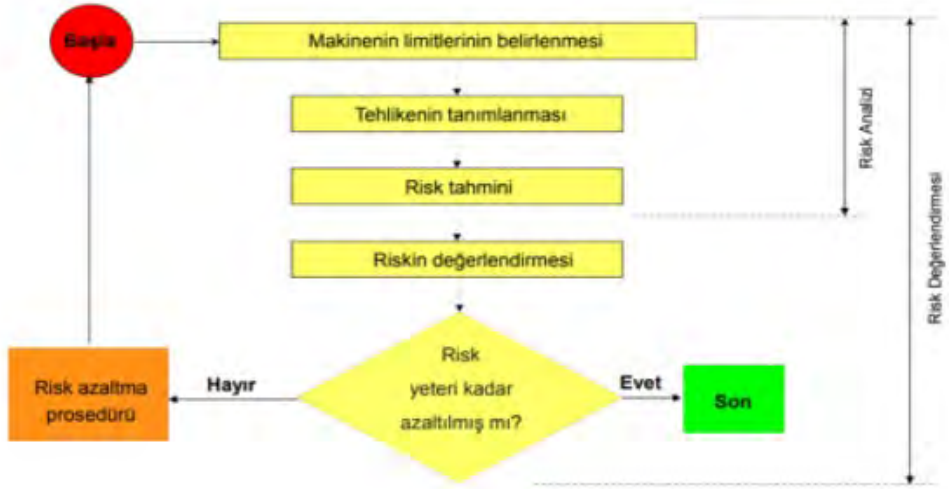 Başla
Makinenin limitlerinin belirlenmesi
Tehlikenin tanımlanması
Risk tahmini
Riskin değerlendirmesi
Risk
yeteri kadar
azaltılmış mı?
Hayır
Evet
Risk azaltma
prosedürü
Son
Risk Analizi
Risk Değerlendirmesi